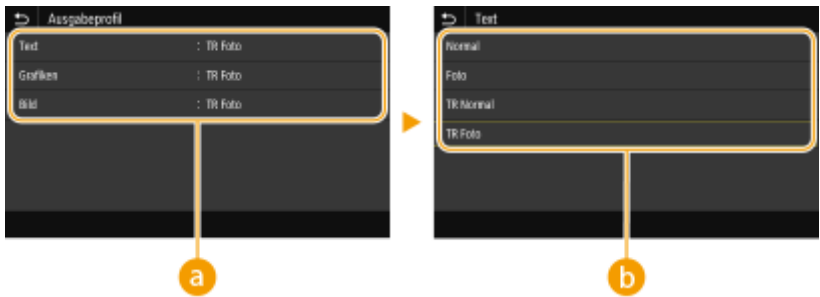 Ausgabeprofil
Text : TR Foto
Grafiken : TR Foto
Bild : TR Foto
a
Text
Normal
Foto
TR Normal
TR Foto
b